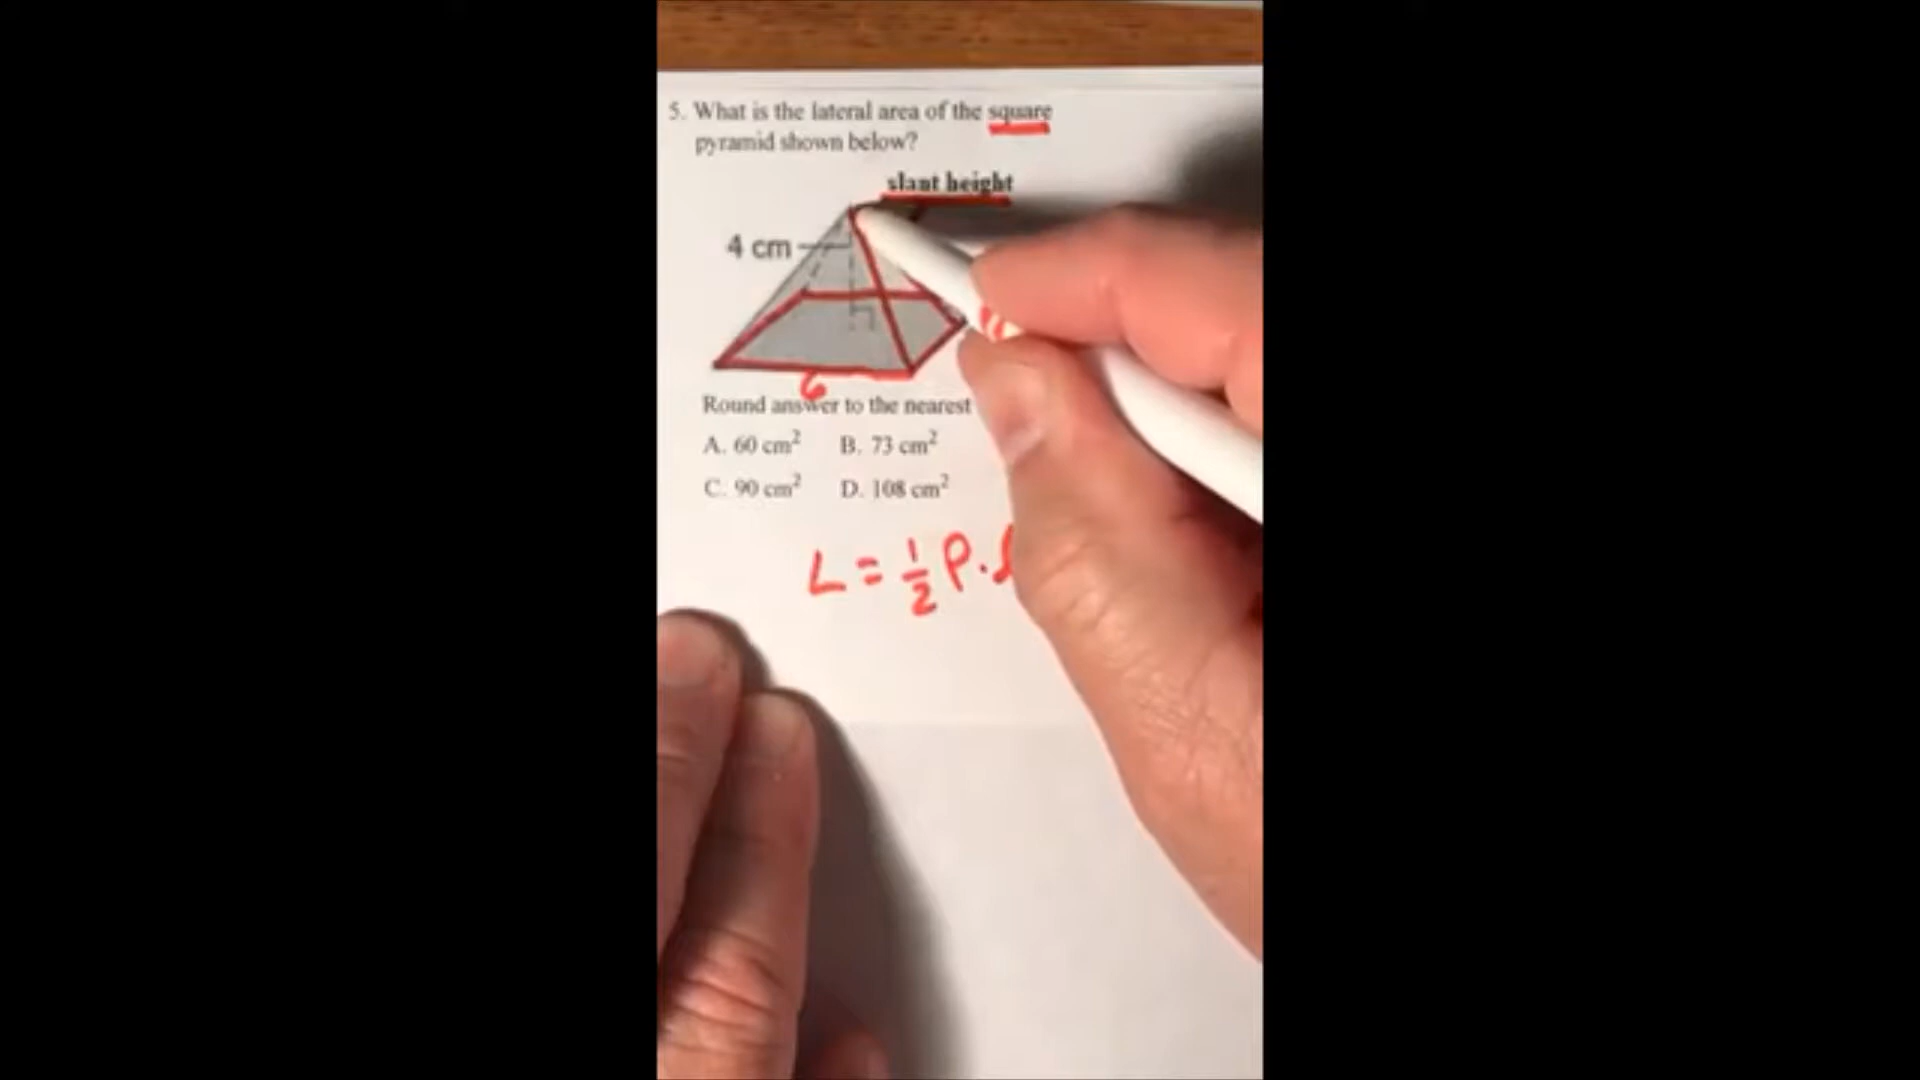 5. What is the lateral area of the square
pyramid shown below?
slant height
4 cm
6
Round answer to the nearest
A. 60 cm² B. 73 cm²
C. 90 cm² D. 108 cm²
L = 1/2 P · l